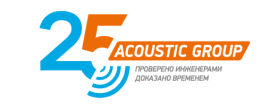 25
ACOUSTIC GROUP
ПРОВЕРЕНО ИНЖЕНЕРАМИ
ДОКАЗАНО ВРЕМЕНЕМ